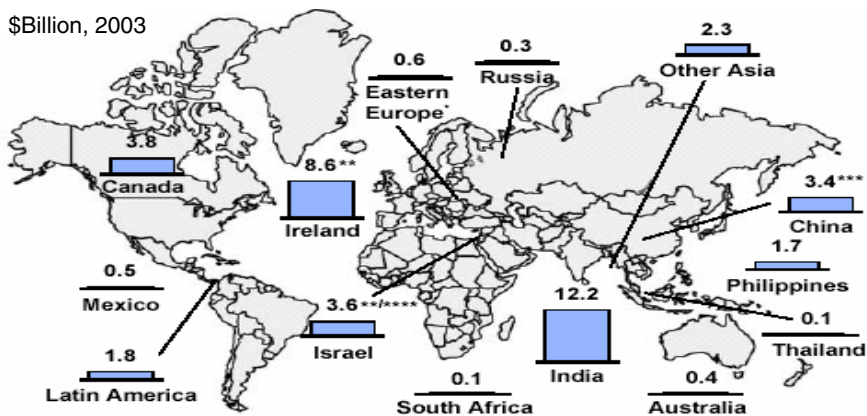 $Billion, 2003
0.6
Eastern
Europe*
0.3
Russia
2.3
Other Asia
3.8
Canada
8.6**
Ireland
3.4***
China
0.5
Mexico
3.6**/****
Israel
12.2
India
1.7
Philippines
0.1
Thailand
1.8
Latin America
0.1
South Africa
0.4
Australia